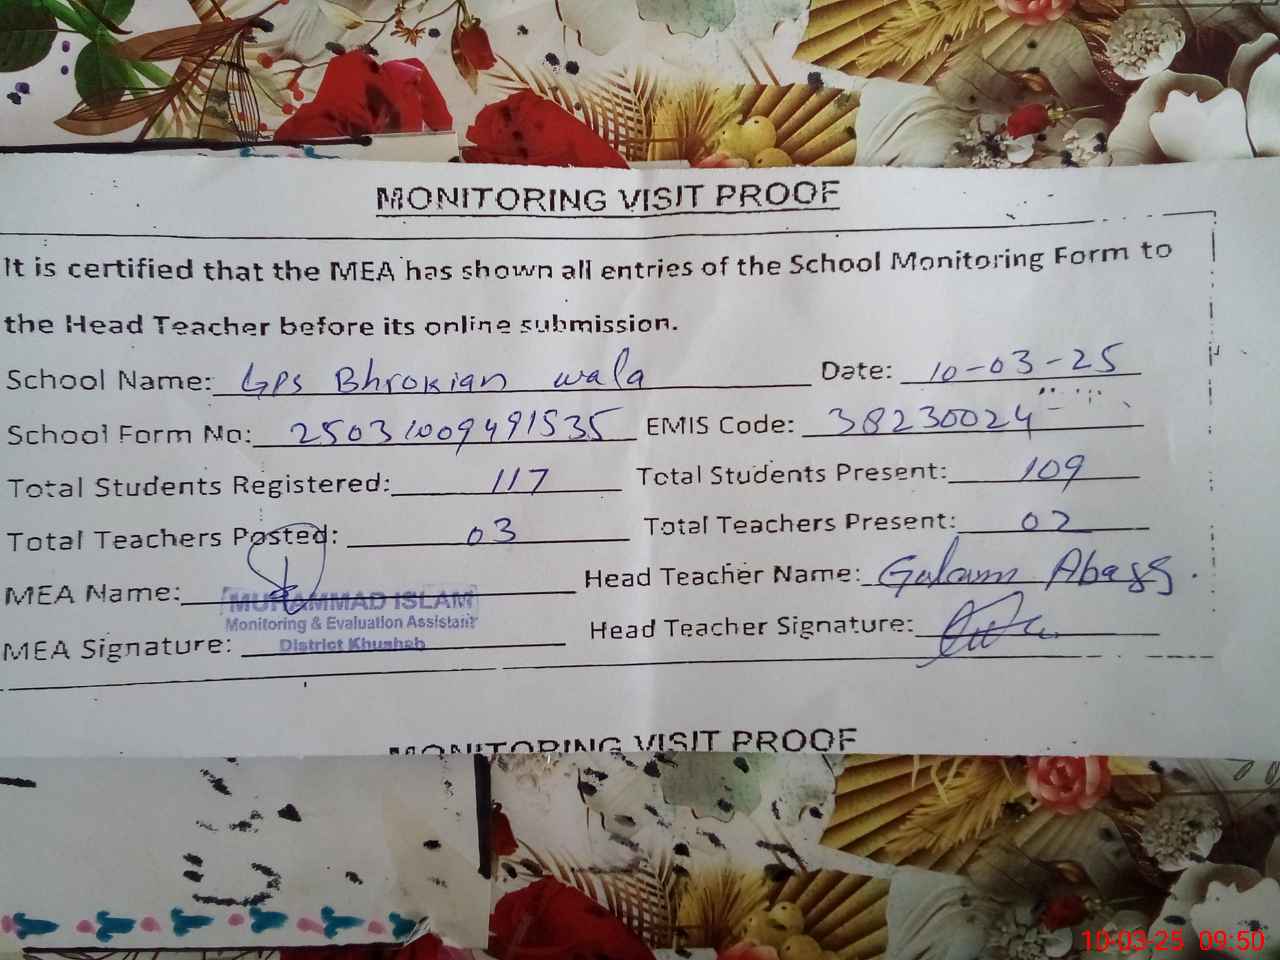 MONITORING VISIT PROOF
It is certified that the MEA has shown all entries of the School Monitoring Form to
the Head Teacher before its online submission.
School Name: GPS Bhrokian wala Date: 10-03-25
School Form No: 25031009491535 EMIS Code: 38230024
Total Students Registered: 117 Total Students Present: 109
Total Teachers Posted: 03 Total Teachers Present: 02
MEA Name: Head Teacher Name: Gulam Abass.
MUHAMMAD ISLAM
Monitoring & Evaluation Assistant
District Khushab
MEA Signature: Head Teacher Signature:
MONITORING VISIT PROOF
10-03-25 09:50